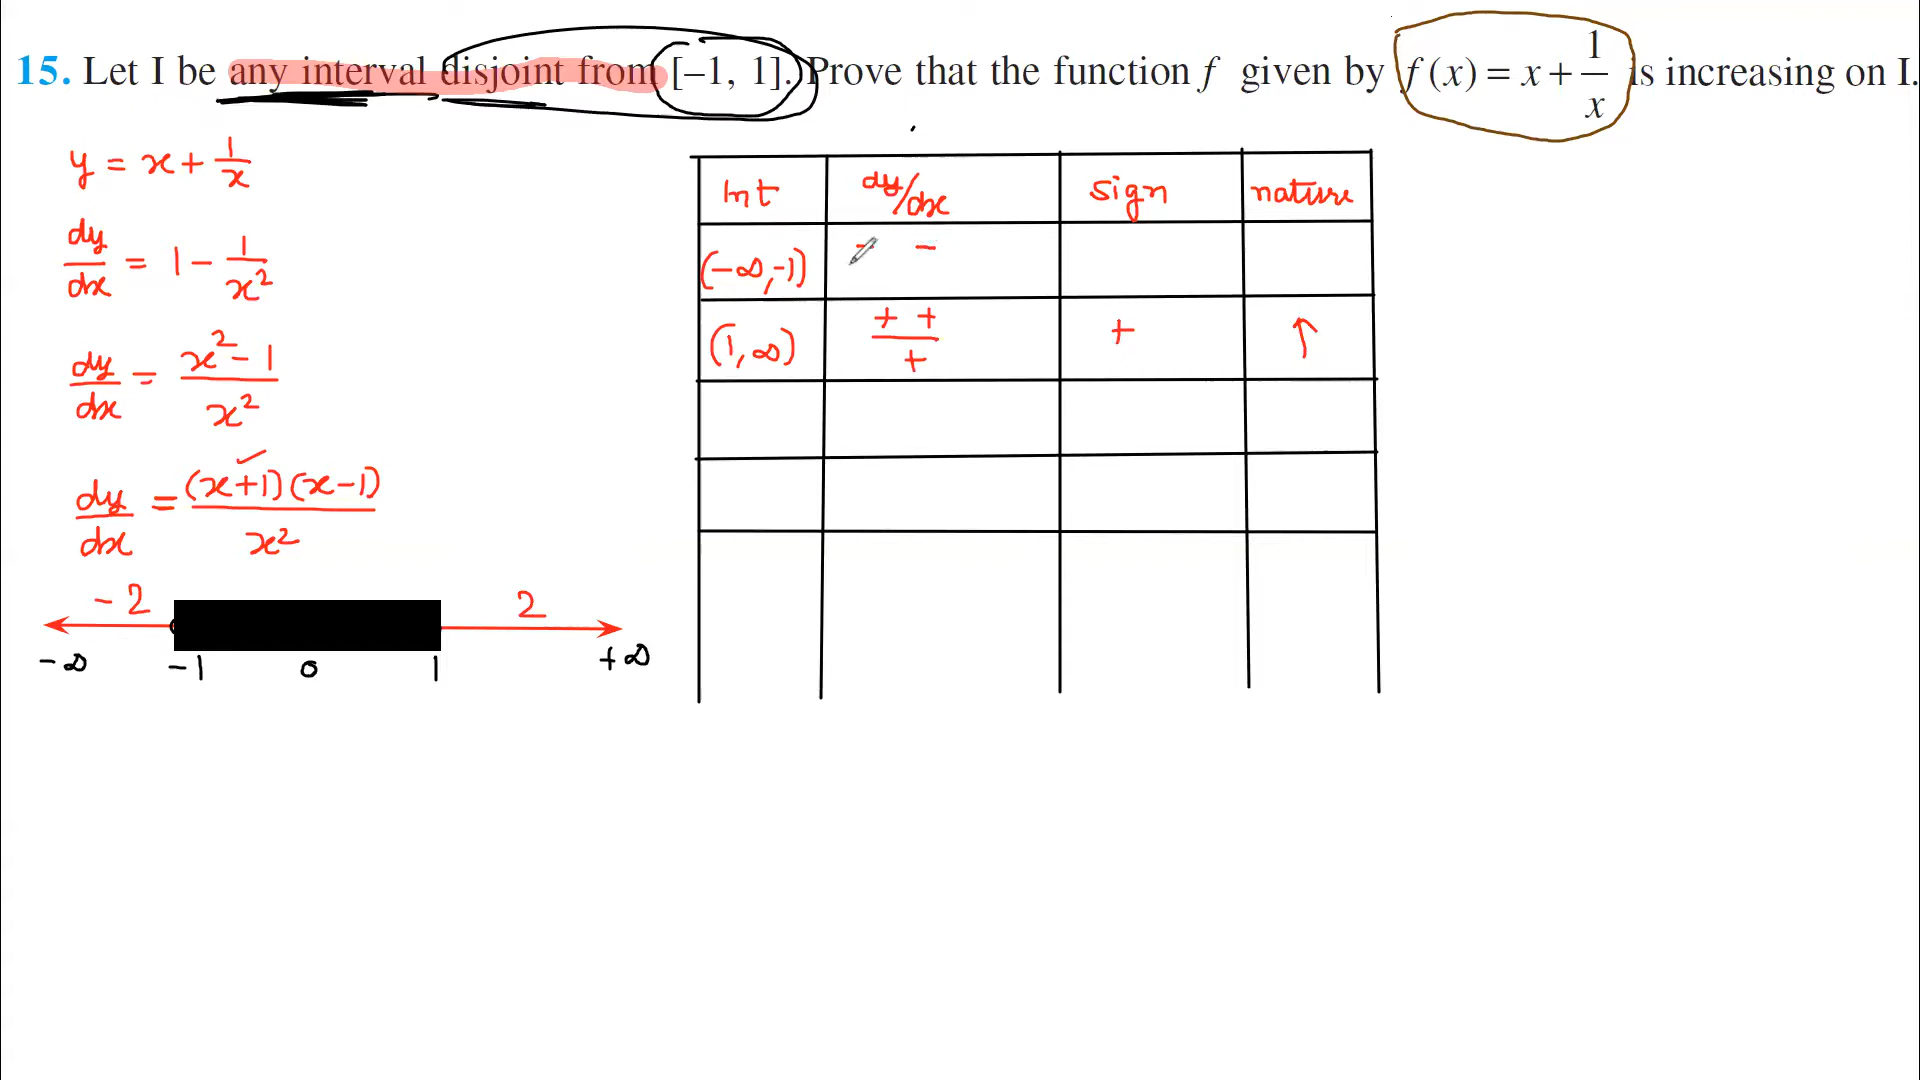 15. Let I be any interval disjoint from [–1, 1]. Prove that the function f given by f (x) = x + 1/x is increasing on I.
y = x + 1/x
dy/dx = 1 - 1/x²
dy/dx = x² - 1 / x²
dy/dx = (x+1)(x-1) / x²
-2 2
-∞ -1 0 1 +∞
Int dy/dx sign nature
(-∞,-1) - -
(1,∞) + + / + + ↑